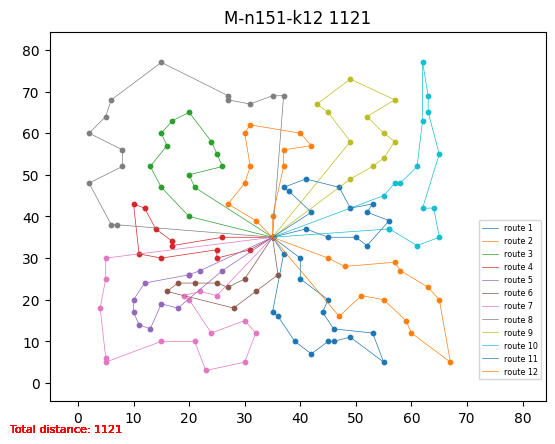 M-n151-k12 1121
80
70
60
50
40
30
20
10
0
0 10 20 30 40 50 60 70 80
route 1
route 2
route 3
route 4
route 5
route 6
route 7
route 8
route 9
route 10
route 11
route 12
Total distance: 1121